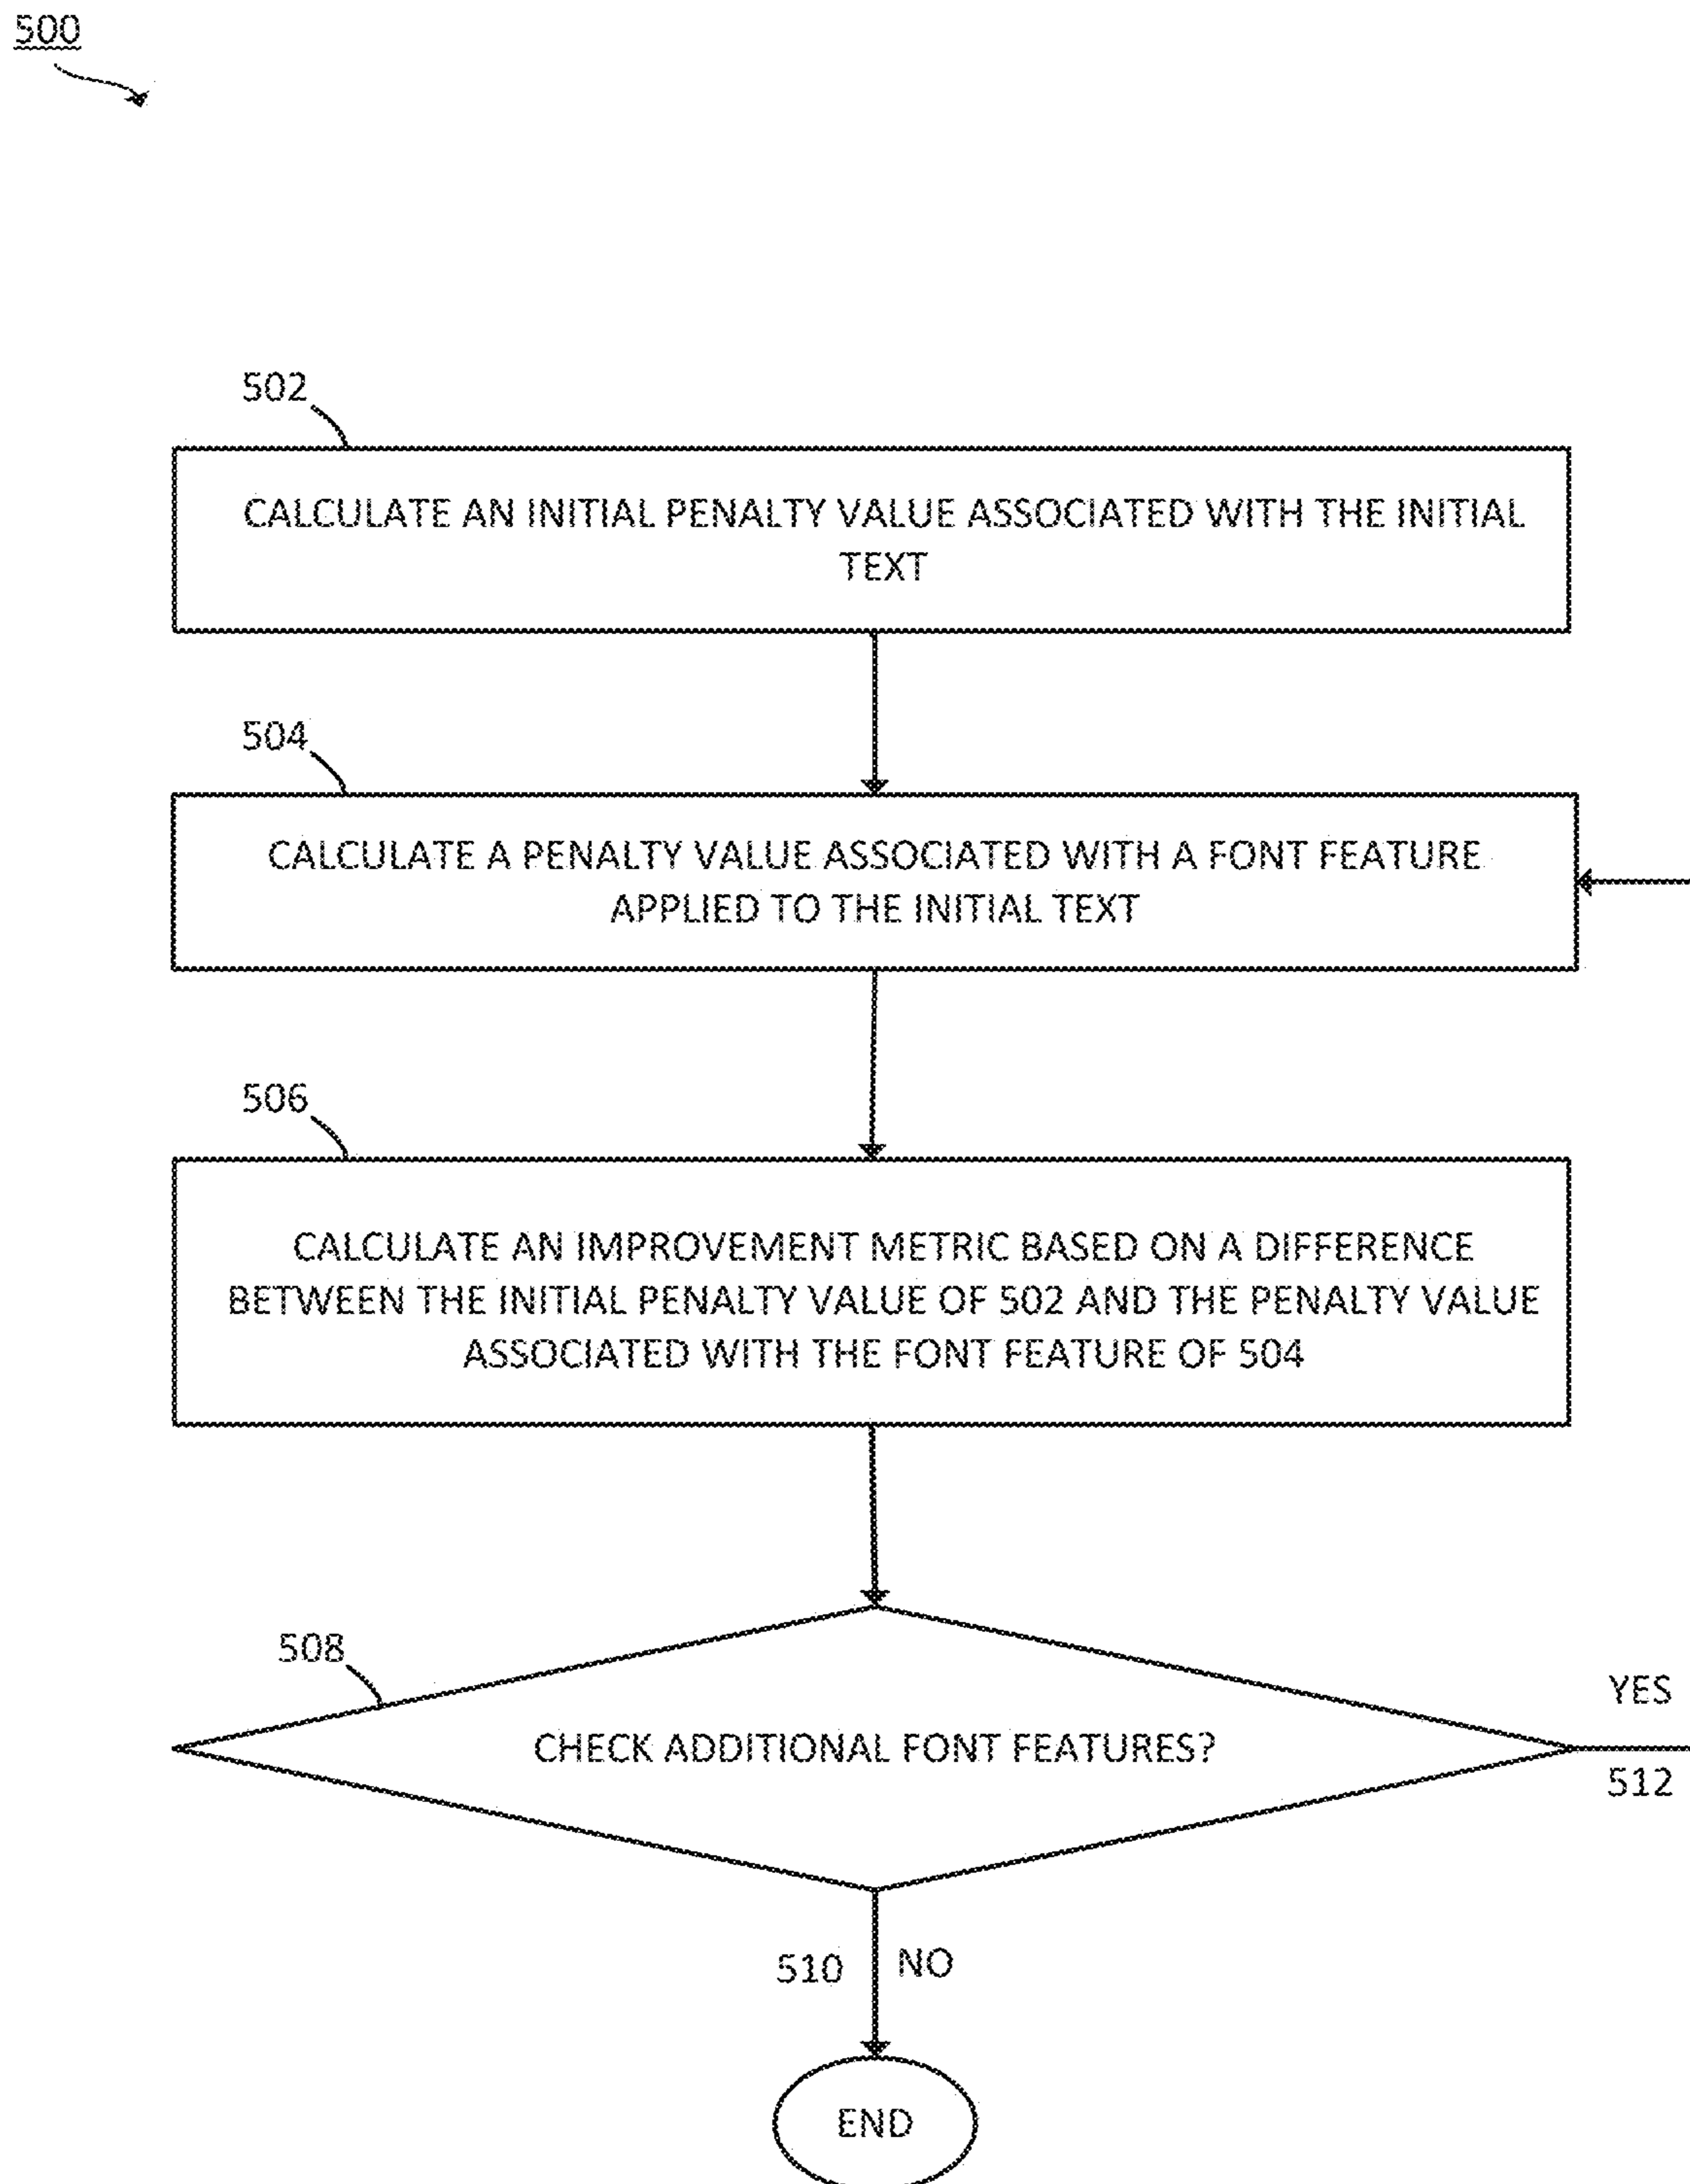 500
502
CALCULATE AN INITIAL PENALTY VALUE ASSOCIATED WITH THE INITIAL
TEXT
504
CALCULATE A PENALTY VALUE ASSOCIATED WITH A FONT FEATURE
APPLIED TO THE INITIAL TEXT
506
CALCULATE AN IMPROVEMENT METRIC BASED ON A DIFFERENCE
BETWEEN THE INITIAL PENALTY VALUE OF 502 AND THE PENALTY VALUE
ASSOCIATED WITH THE FONT FEATURE OF 504
508
YES
CHECK ADDITIONAL FONT FEATURES?
512
510
NO
END